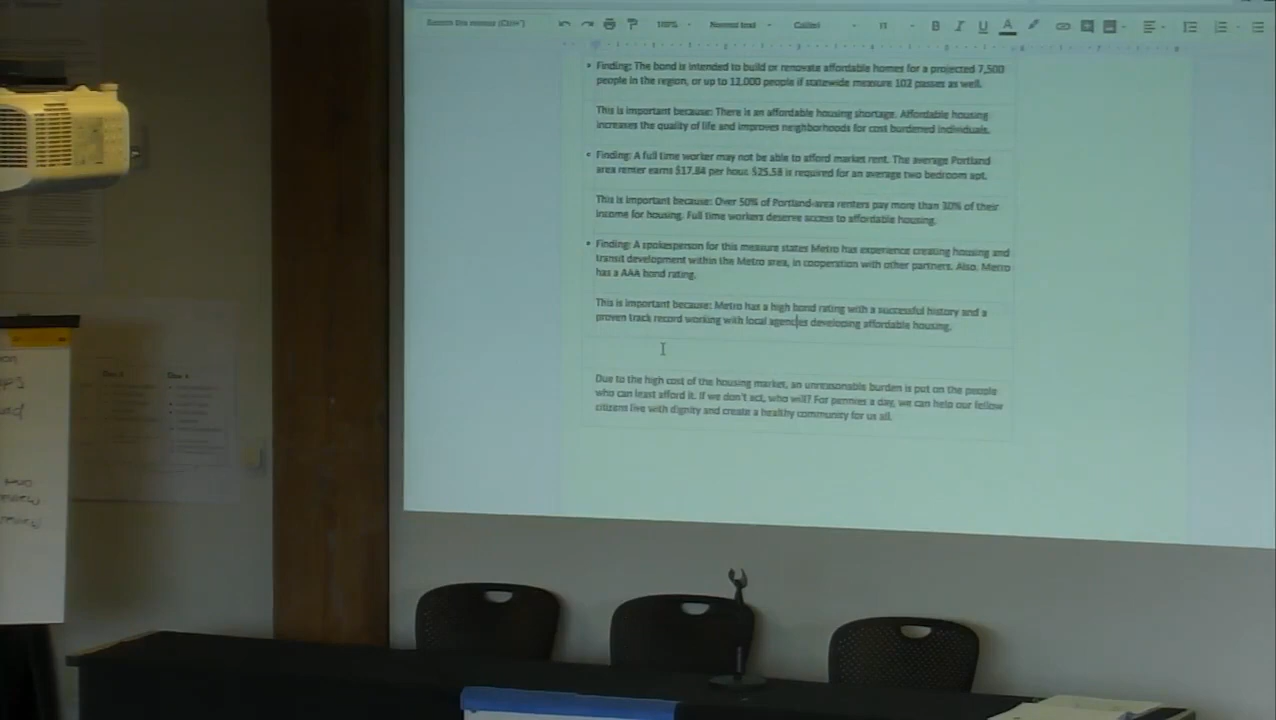 Search the menus (Ctrl+')
100%
Normal text
Calibri
Finding: The bond is intended to build or renovate affordable homes for a projected 7,500
people in the region, or up to 12,000 people if statewide measure 102 passes as well.
This is important because: There is an affordable housing shortage. Affordable housing
increases the quality of life and improves neighborhoods for cost burdened individuals.
Finding: A full time worker may not be able to afford market rent. The average Portland
area renter earns $17.84 per hour. $25.58 is required for an average two bedroom apt.
This is important because: Over 50% of Portland-area renters pay more than 30% of their
income for housing. Full time workers deserve access to affordable housing.
Finding: A spokesperson for this measure states Metro has experience creating housing and
transit development within the Metro area, in cooperation with other partners. Also, Metro
has a AAA bond rating.
This is important because: Metro has a high bond rating with a successful history and a
proven track record working with local agencies developing affordable housing.
Due to the high cost of the housing market, an unreasonable burden is put on the people
who can least afford it. If we don't act, who will? For pennies a day, we can help our fellow
citizens live with dignity and create a healthy community for us all.